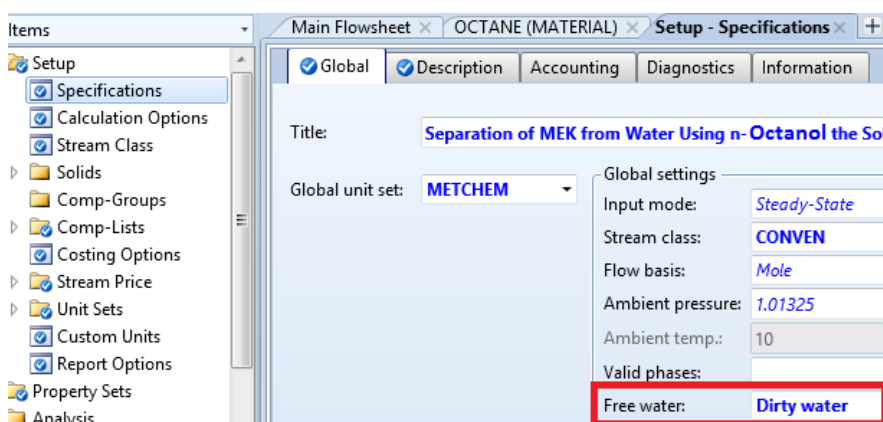 Items
Main Flowsheet × OCTANE (MATERIAL) × Setup - Specifications × +
Setup
Specifications
Calculation Options
Stream Class
Solids
Comp-Groups
Comp-Lists
Costing Options
Stream Price
Unit Sets
Custom Units
Report Options
Property Sets
Analysis
Global Description Accounting Diagnostics Information
Title: Separation of MEK from Water Using n-Octanol the So
Global unit set: METCHEM
Global settings
Input mode: Steady-State
Stream class: CONVEN
Flow basis: Mole
Ambient pressure: 1.01325
Ambient temp.: 10
Valid phases:
Free water: Dirty water